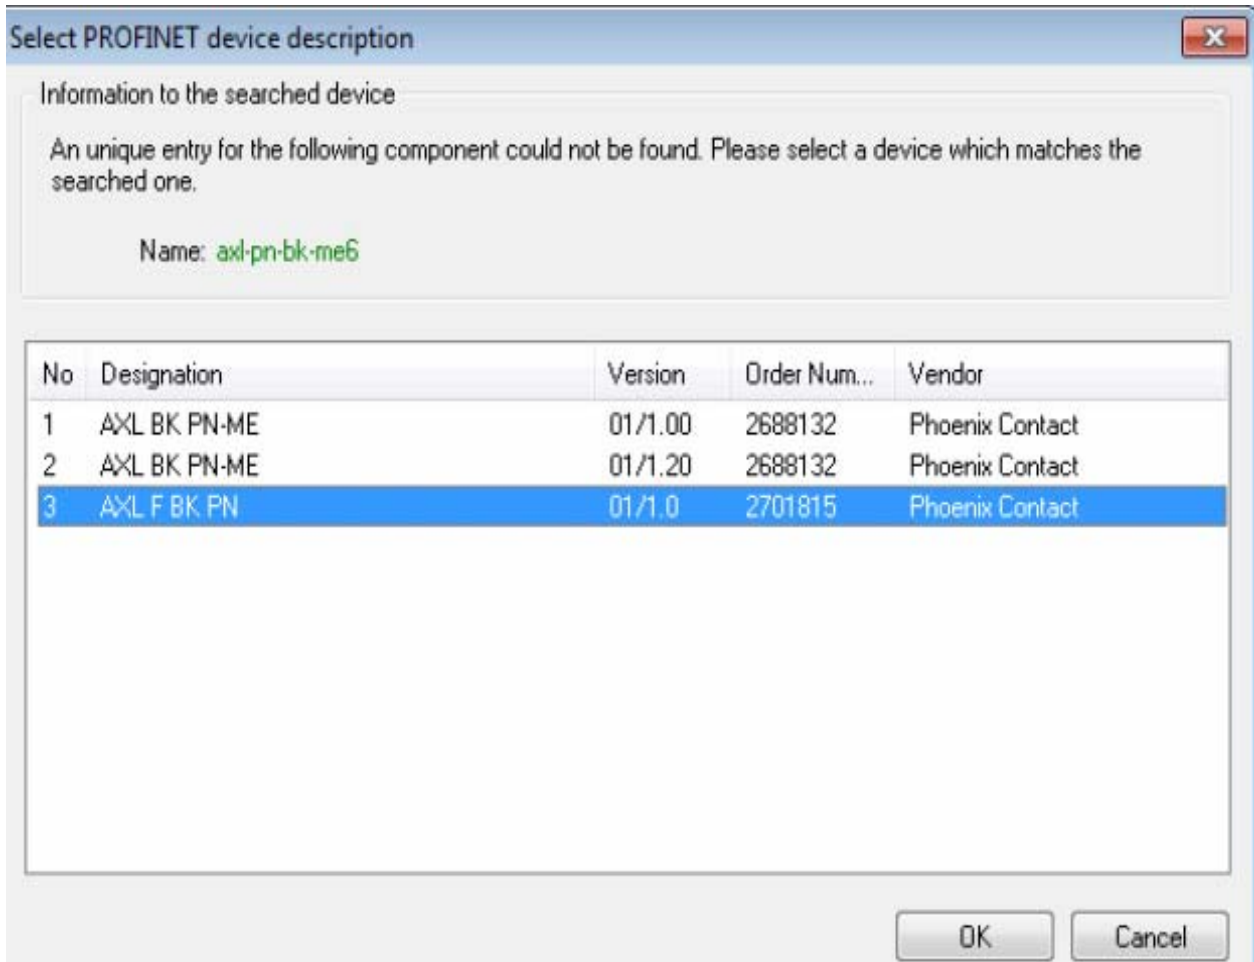 Select PROFINET device description
Information to the searched device
An unique entry for the following component could not be found. Please select a device which matches the
searched one.
Name: axl-pn-bk-me6
No Designation Version Order Num... Vendor
1 AXL BK PN-ME 01/1.00 2688132 Phoenix Contact
2 AXL BK PN-ME 01/1.20 2688132 Phoenix Contact
3 AXL F BK PN 01/1.0 2701815 Phoenix Contact
OK Cancel